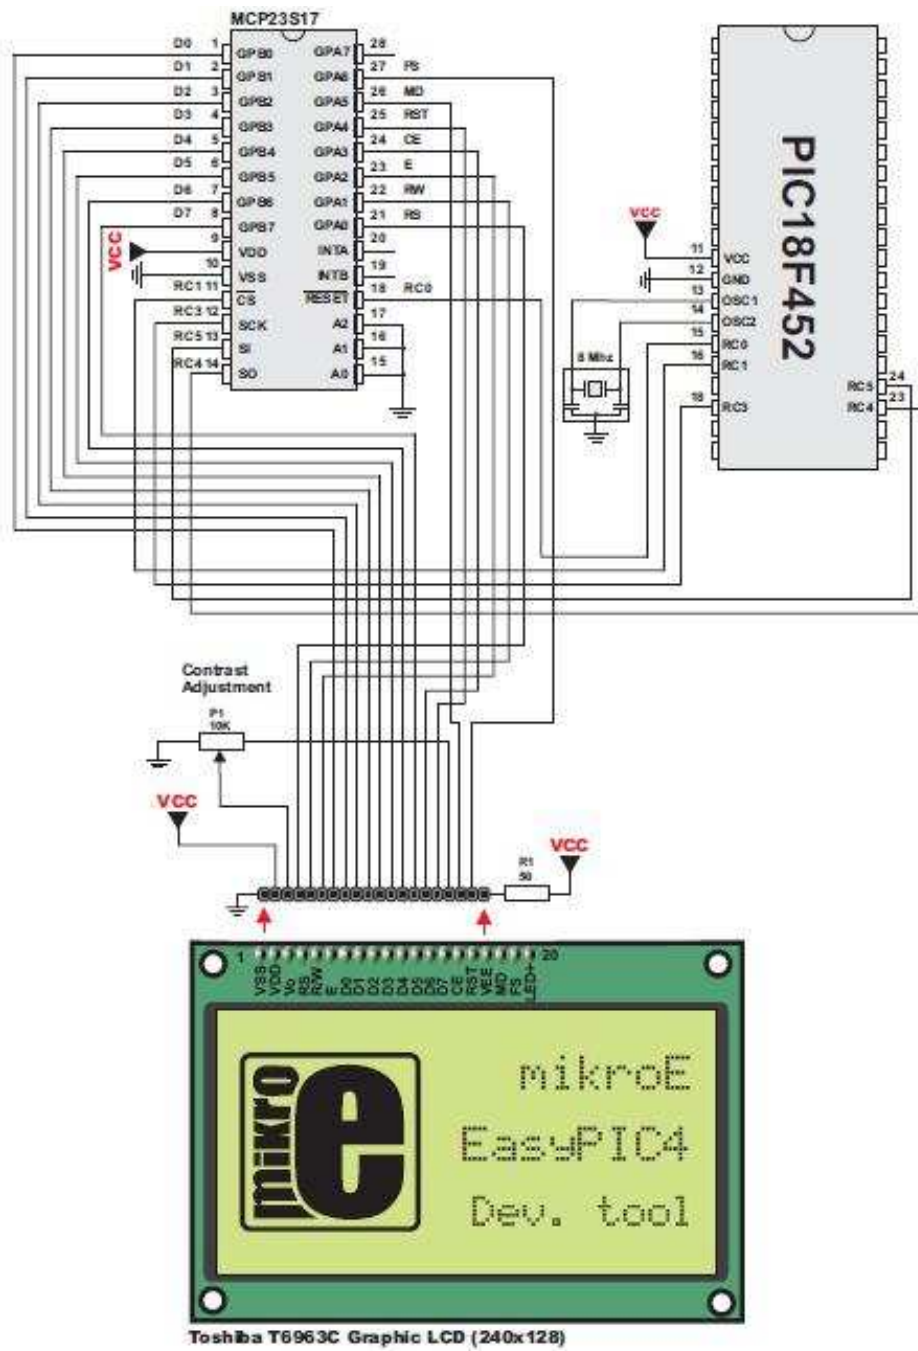 MCP23S17
D0 1 GPB0 GPA7 28
D1 2 GPB1 GPA6 27 FS
D2 3 GPB2 GPA5 26 MD
D3 4 GPB3 GPA4 25 RST
D4 5 GPB4 GPA3 24 CE
D5 6 GPB5 GPA2 23 E
D6 7 GPB6 GPA1 22 RW
D7 8 GPB7 GPA0 21 RS
VCC 9 VDD INTA 20
10 VSS INTB 19
RC1 11 CS RESET 18 RC0
RC3 12 SCK A2 17
RC5 13 SI A1 16
RC4 14 SO A0 15
PIC18F452
VCC
11 VCC
12 GND
13 OSC1
14 OSC2
15 RC0
16 RC1
18 RC3
RC5 24
RC4 23
8 Mhz
Contrast
Adjustment
P1
10K
VCC
R1
50
VCC
1 VSS VDD Vo RS R/W E D0 D1 D2 D3 D4 D5 D6 D7 CE RST VEE MD FS LED+ 20
mikro
e
mikroE
EasyPIC4
Dev. tool
Toshiba T6963C Graphic LCD (240x128)